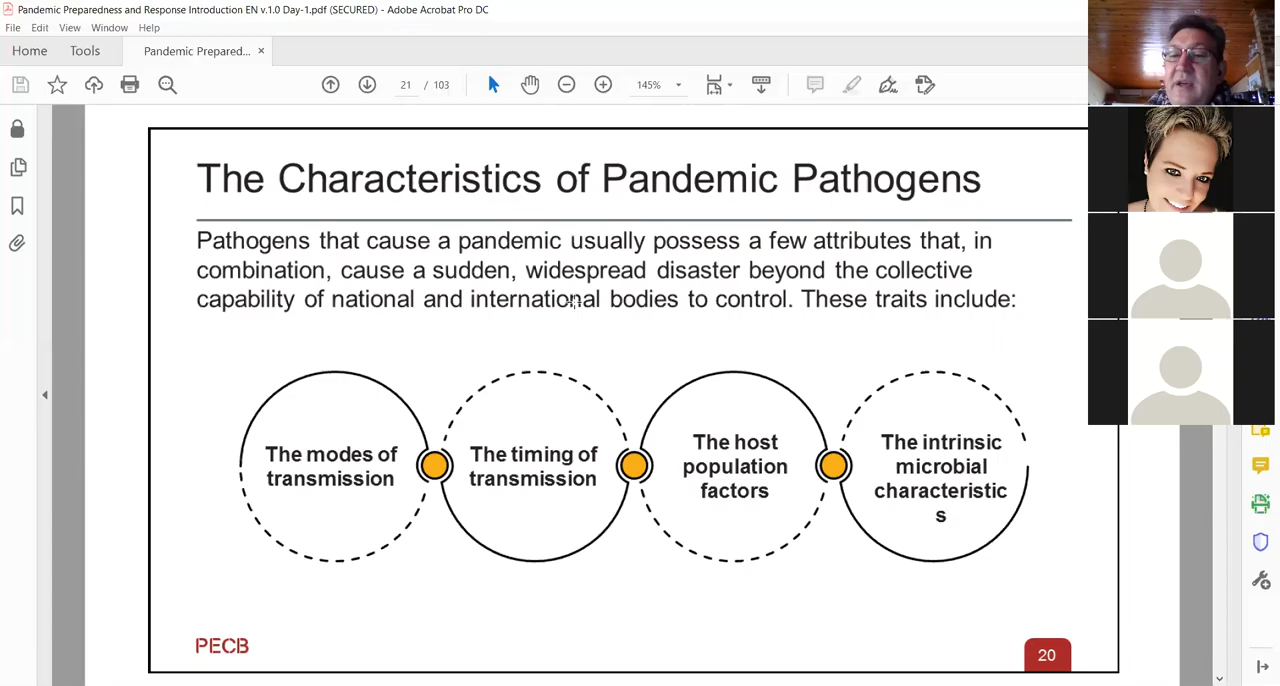 Pandemic Preparedness and Response Introduction EN v.1.0 Day-1.pdf (SECURED) - Adobe Acrobat Pro DC
File Edit View Window Help
Home Tools Pandemic Prepared... ×
21 / 103 145%
The Characteristics of Pandemic Pathogens
Pathogens that cause a pandemic usually possess a few attributes that, in
combination, cause a sudden, widespread disaster beyond the collective
capability of national and international bodies to control. These traits include:
The modes of
transmission
The timing of
transmission
The host
population
factors
The intrinsic
microbial
characteristic
s
PECB
20